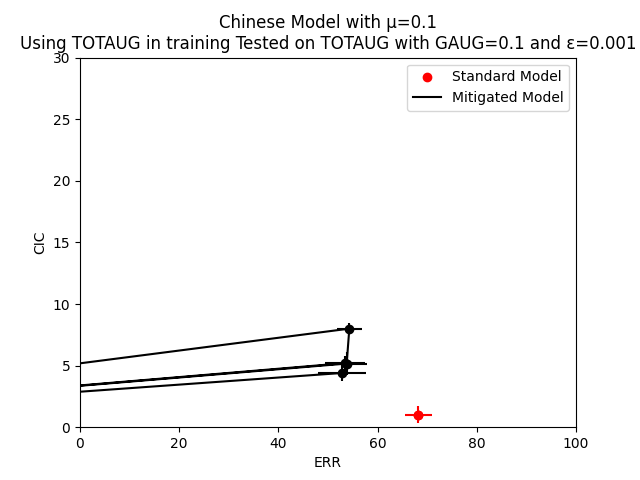 Chinese Model with μ=0.1
Using TOTAUG in training Tested on TOTAUG with GAUG=0.1 and ε=0.001
30
25
20
15
10
5
0
CIC
Standard Model
Mitigated Model
0 20 40 60 80 100
ERR